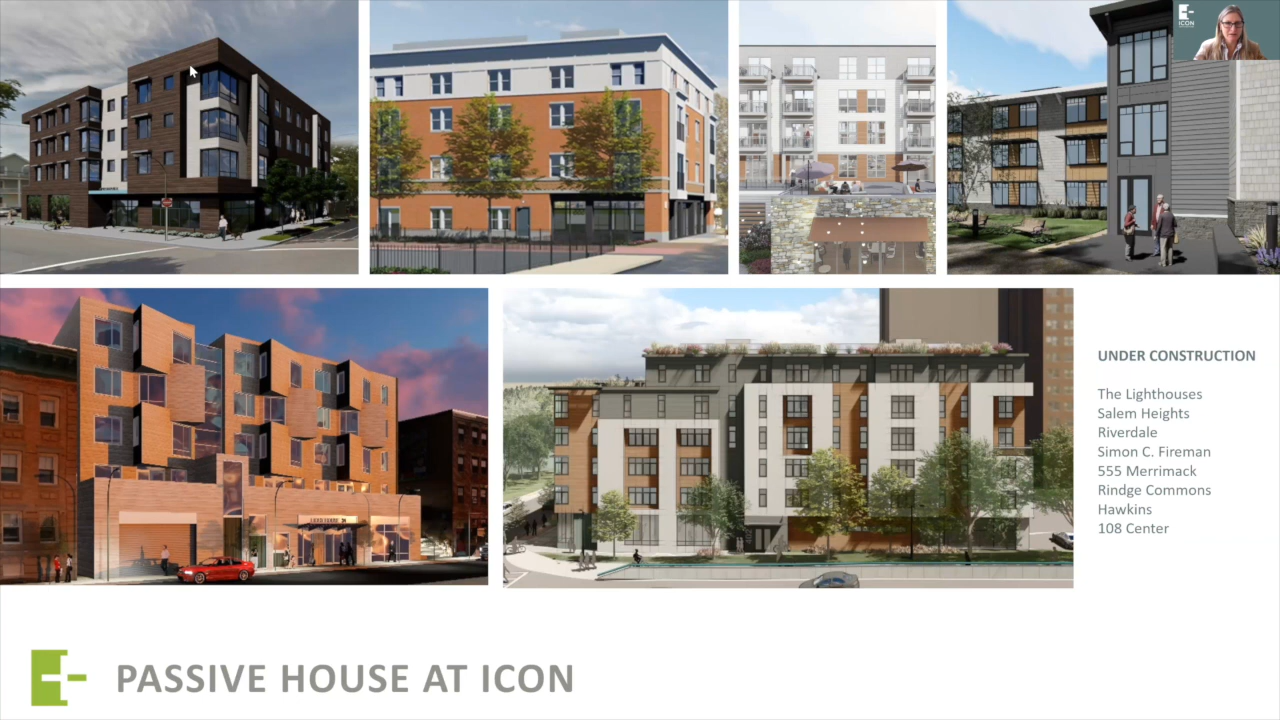 ICON
UNDER CONSTRUCTION
The Lighthouses
Salem Heights
Riverdale
Simon C. Fireman
555 Merrimack
Rindge Commons
Hawkins
108 Center
PASSIVE HOUSE AT ICON